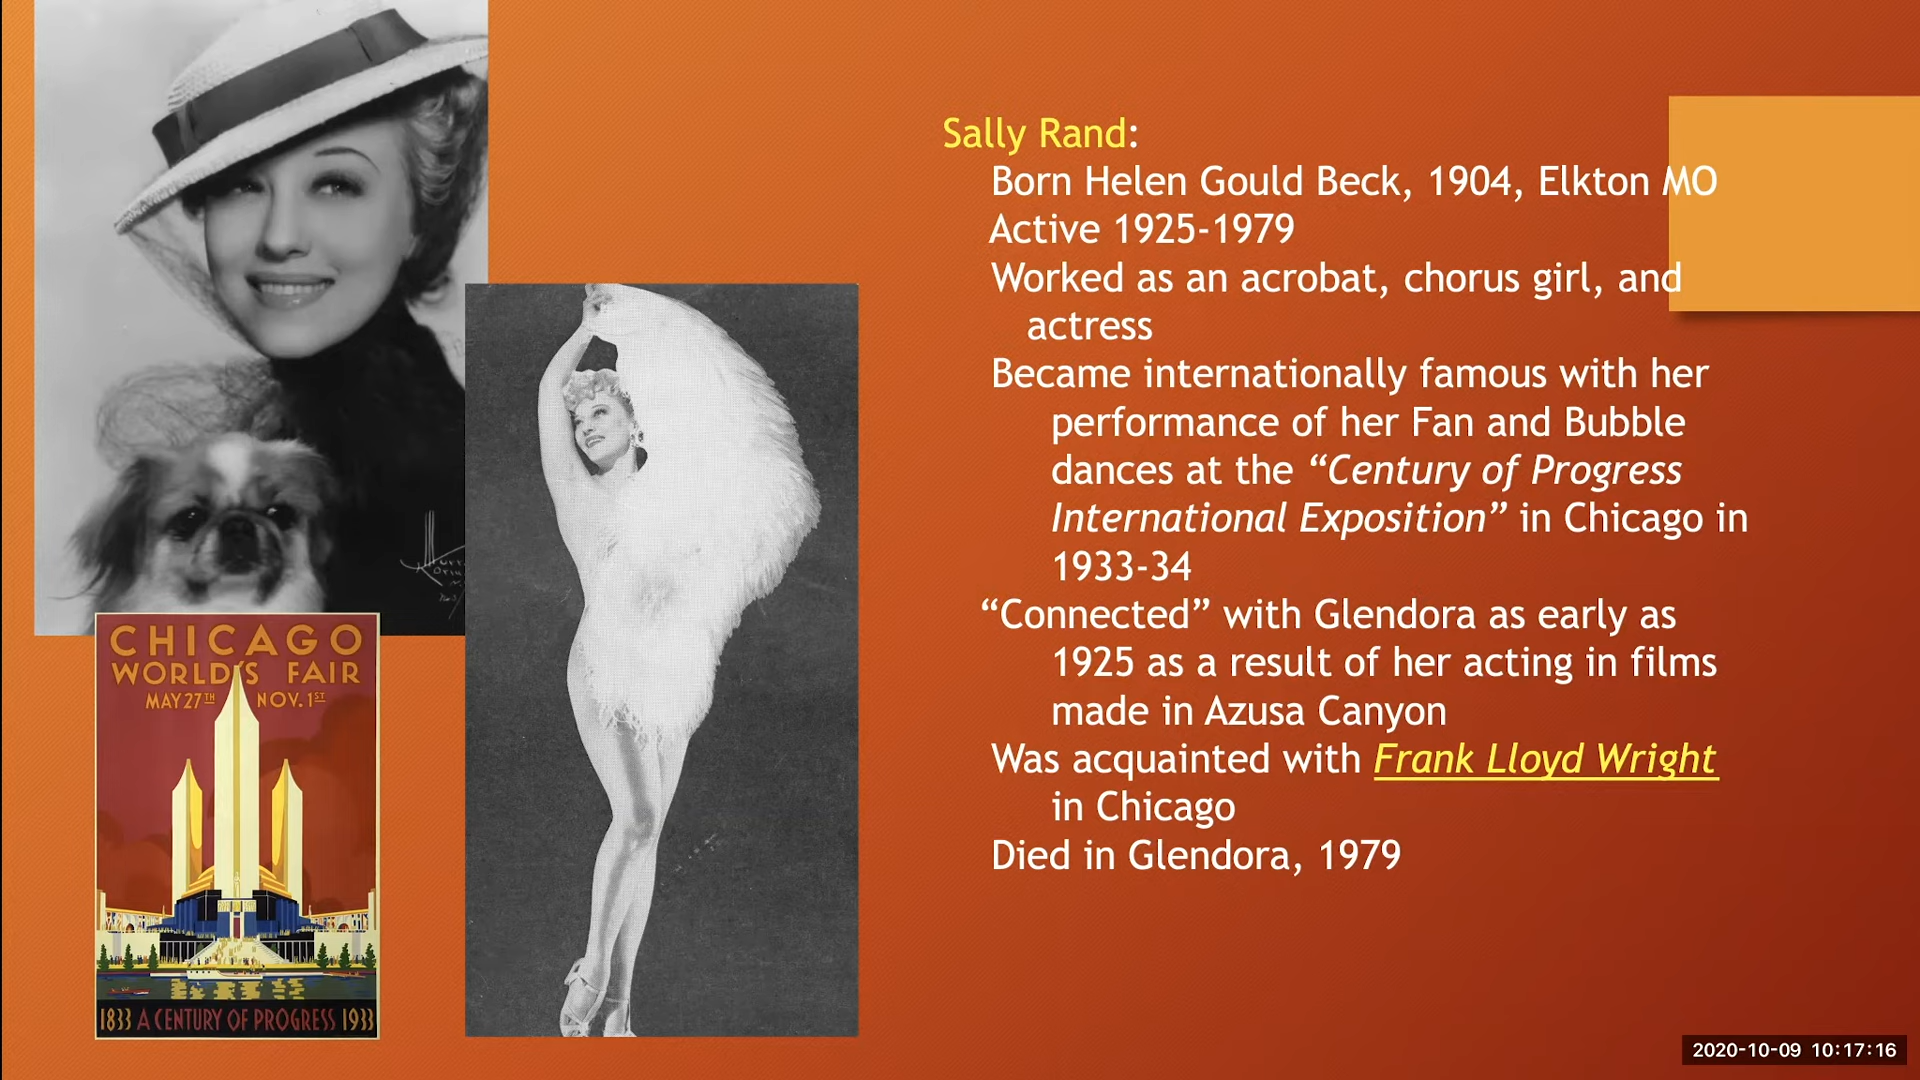 Sally Rand:
Born Helen Gould Beck, 1904, Elkton MO
Active 1925-1979
Worked as an acrobat, chorus girl, and
actress
Became internationally famous with her
performance of her Fan and Bubble
dances at the “Century of Progress
International Exposition” in Chicago in
1933-34
“Connected” with Glendora as early as
1925 as a result of her acting in films
made in Azusa Canyon
Was acquainted with Frank Lloyd Wright
in Chicago
Died in Glendora, 1979
CHICAGO
WORLD'S FAIR
MAY 27TH NOV. 1ST
1833 A CENTURY OF PROGRESS 1933
2020-10-09 10:17:16